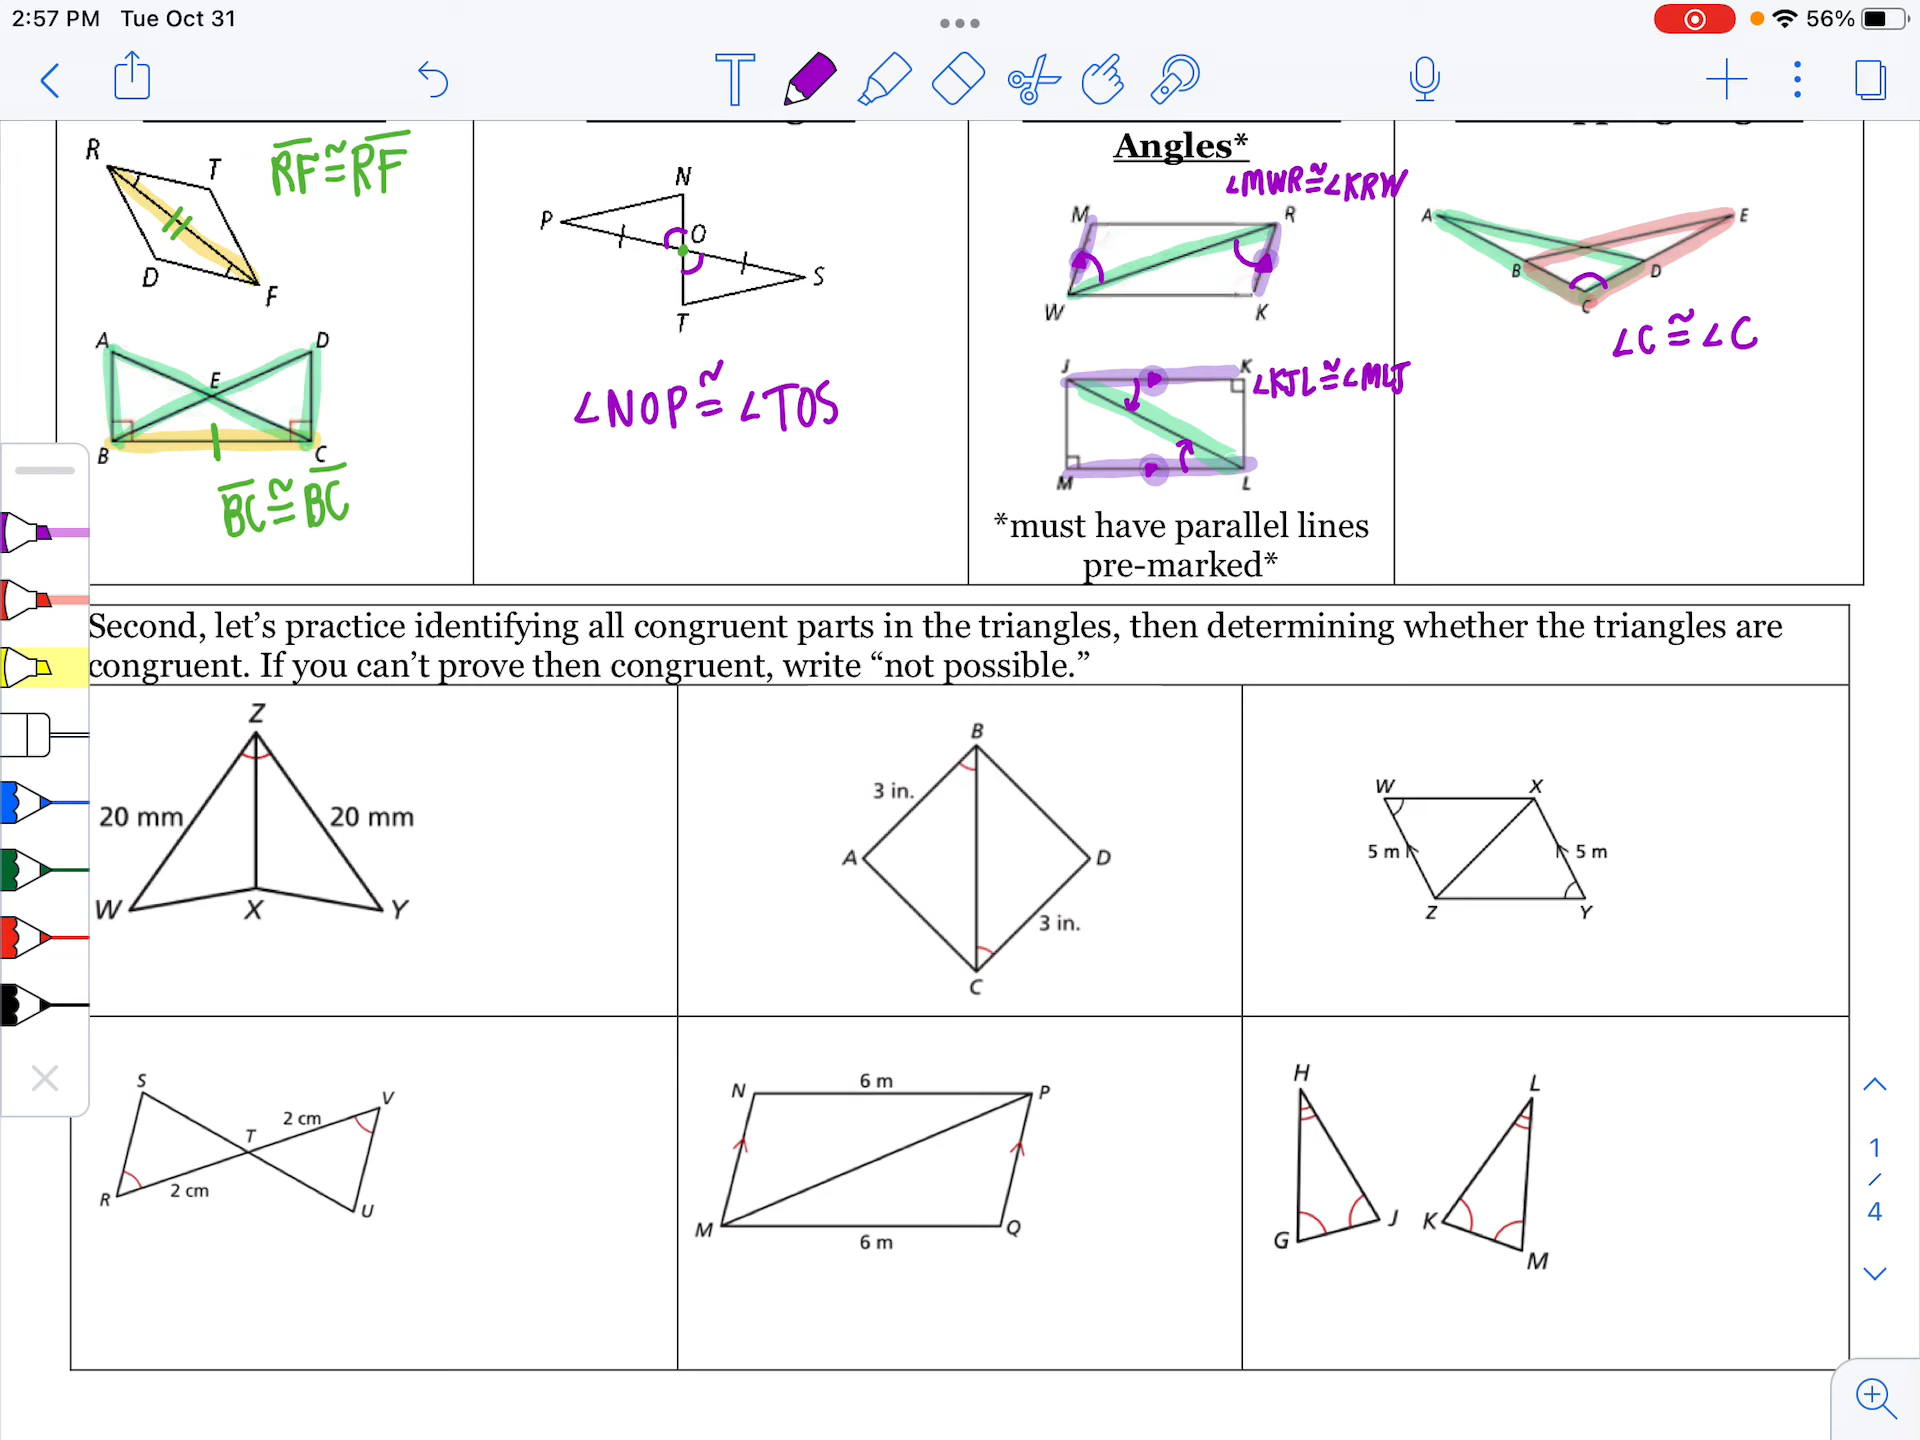 2:57 PM Tue Oct 31
56%
Angles*
R
T
D
F
RF ≅ RF
A
D
E
B
C
BC ≅ BC
N
P
O
S
T
∠NOP ≅ ∠TOS
∠MWR ≅ ∠KRW
M
R
W
K
J
K
∠KJL ≅ ∠MLJ
M
L
*must have parallel lines
pre-marked*
A
E
B
D
C
∠C ≅ ∠C
Second, let’s practice identifying all congruent parts in the triangles, then determining whether the triangles are
congruent. If you can’t prove then congruent, write “not possible.”
Z
20 mm
20 mm
W
X
Y
B
3 in.
A
D
3 in.
C
W
X
5 m
5 m
Z
Y
S
V
2 cm
T
R
2 cm
U
N
6 m
P
M
6 m
Q
H
L
G
J
K
M
1
/
4